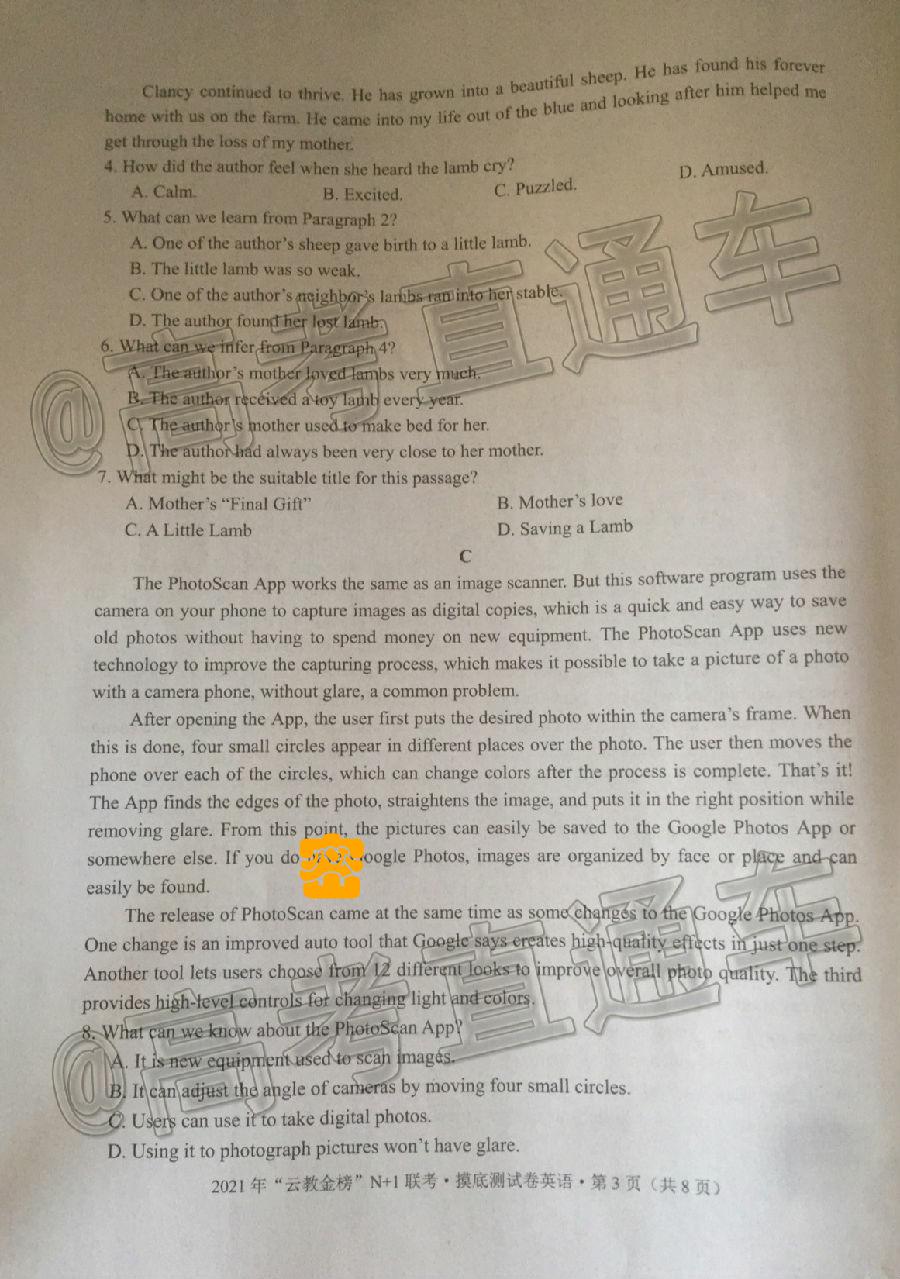 Clancy continued to thrive. He has grown into a beautiful sheep. He has found his forever
home with us on the farm. He came into my life out of the blue and looking after him helped me
get through the loss of my mother.
4. How did the author feel when she heard the lamb cry?
A. Calm. B. Excited. C. Puzzled. D. Amused.
5. What can we learn from Paragraph 2?
A. One of the author's sheep gave birth to a little lamb.
B. The little lamb was so weak.
C. One of the author's neighbor's lambs ran into her stable.
D. The author found her lost lamb.
6. What can we infer from Paragraph 4?
A. The author's mother loved lambs very much.
B. The author received a toy lamb every year.
C. The author's mother used to make bed for her.
D. The author had always been very close to her mother.
7. What might be the suitable title for this passage?
A. Mother's “Final Gift” B. Mother's love
C. A Little Lamb D. Saving a Lamb
C
The PhotoScan App works the same as an image scanner. But this software program uses the
camera on your phone to capture images as digital copies, which is a quick and easy way to save
old photos without having to spend money on new equipment. The PhotoScan App uses new
technology to improve the capturing process, which makes it possible to take a picture of a photo
with a camera phone, without glare, a common problem.
After opening the App, the user first puts the desired photo within the camera's frame. When
this is done, four small circles appear in different places over the photo. The user then moves the
phone over each of the circles, which can change colors after the process is complete. That's it!
The App finds the edges of the photo, straightens the image, and puts it in the right position while
removing glare. From this point, the pictures can easily be saved to the Google Photos App or
somewhere else. If you do oogle Photos, images are organized by face or place and can
easily be found.
The release of PhotoScan came at the same time as some changes to the Google Photos App.
One change is an improved auto tool that Google says creates high-quality effects in just one step.
Another tool lets users choose from 12 different looks to improve overall photo quality. The third
provides high-level controls for changing light and colors.
8. What can we know about the PhotoScan App?
A. It is new equipment used to scan images.
B. It can adjust the angle of cameras by moving four small circles.
C. Users can use it to take digital photos.
D. Using it to photograph pictures won't have glare.
2021年“云教金榜”N+1联考·摸底测试卷英语·第3页（共8页）
@高考直通车
@高考直通车